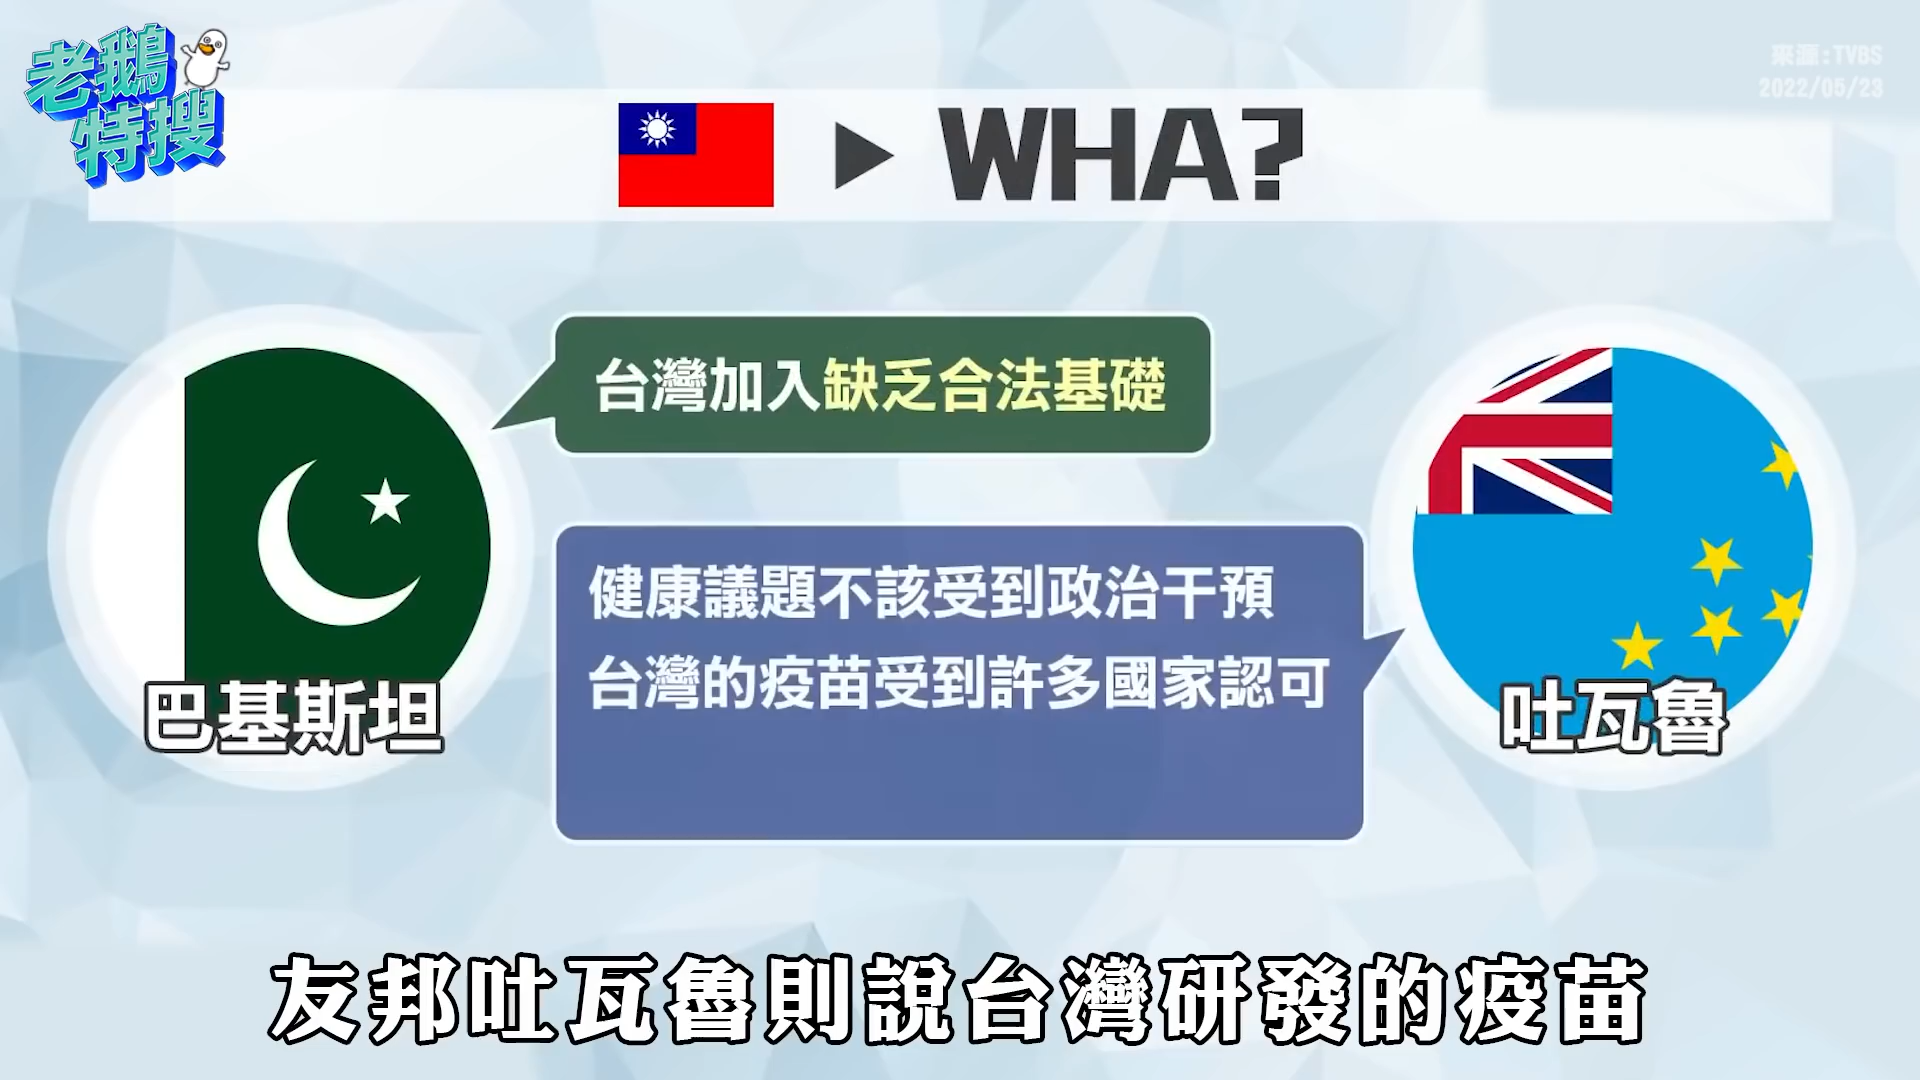 老鵝
特搜
來源:TVBS
2022/05/23
WHA?
台灣加入缺乏合法基礎
健康議題不該受到政治干預
台灣的疫苗受到許多國家認可
巴基斯坦
吐瓦魯
友邦吐瓦魯則說台灣研發的疫苗